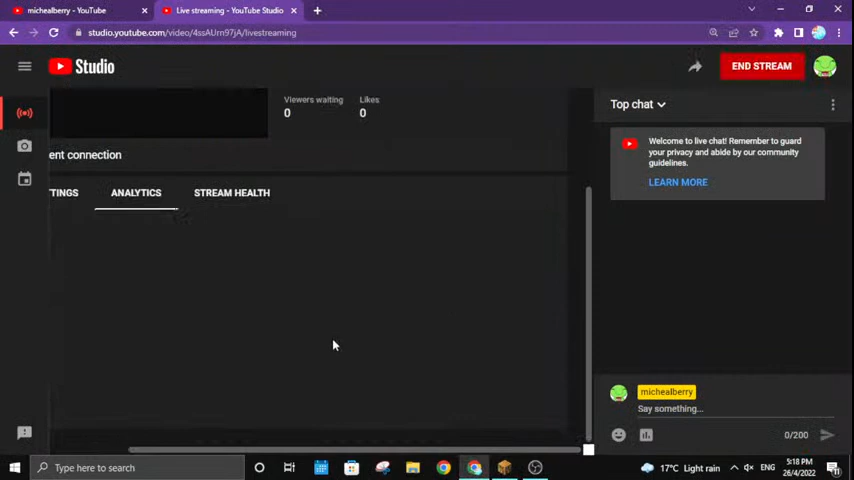 michealberry - YouTube
Live streaming - YouTube Studio
studio.youtube.com/video/4ssAUrn97jA/livestreaming
Studio
END STREAM
Viewers waiting
Likes
0
0
ent connection
TINGS
ANALYTICS
STREAM HEALTH
Top chat
Welcome to live chat! Remember to guard
your privacy and abide by our community
guidelines.
LEARN MORE
michealberry
Say something...
0/200
Type here to search
17°C Light rain
ENG
5:18 PM
26/4/2022